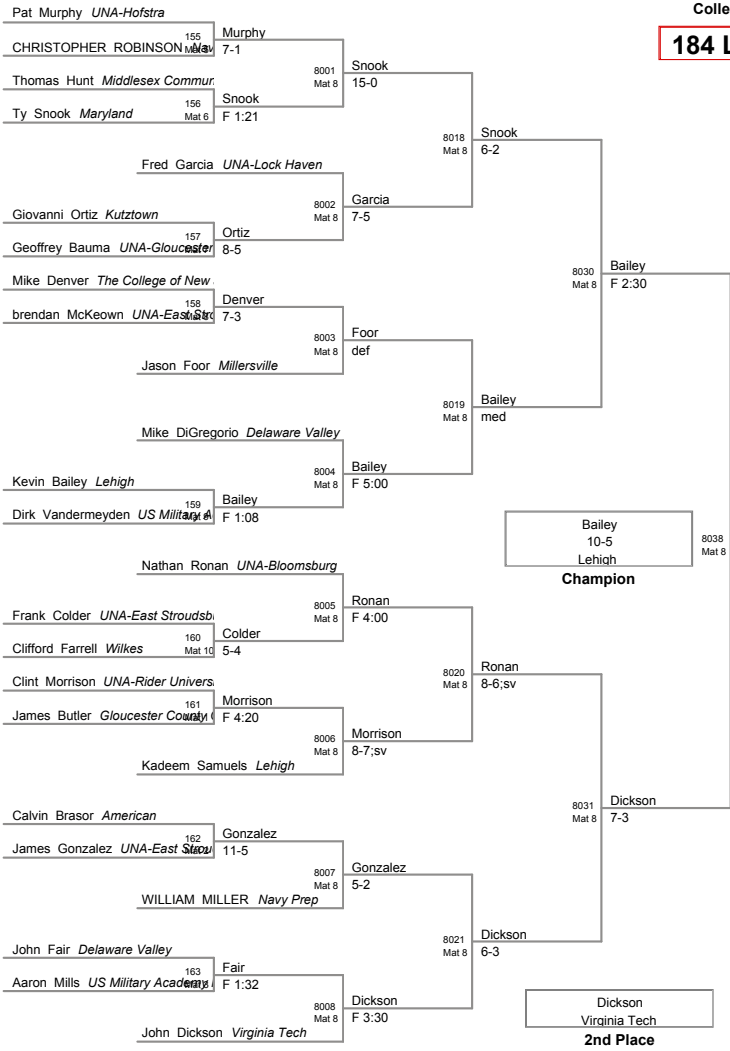 Colle
184 L
Pat Murphy UNA-Hofstra
155 Murphy
CHRISTOPHER ROBINSON 7-1
8001 Snook
Mat 8 15-0
Thomas Hunt Middlesex Commun
156 Snook
Ty Snook Maryland Mat 6 F 1:21
8018 Snook
Mat 8 6-2
Fred Garcia UNA-Lock Haven
8002 Garcia
Mat 8 7-5
Giovanni Ortiz Kutztown
157 Ortiz
Geoffrey Bauma UNA-Gloucester 8-5
8030 Bailey
Mat 8 F 2:30
Mike Denver The College of New
158 Denver
brendan McKeown UNA-East 7-3
8003 Foor
Mat 8 def
Jason Foor Millersville
8019 Bailey
Mat 8 med
Mike DiGregorio Delaware Valley
8004 Bailey
Mat 8 F 5:00
Kevin Bailey Lehigh
159 Bailey
Dirk Vandermeyden US Military F 1:08
Bailey
10-5
Lehigh
Champion
8038
Mat 8
Nathan Ronan UNA-Bloomsburg
8005 Ronan
Mat 8 F 4:00
Frank Colder UNA-East Stroudsb
160 Colder
Clifford Farrell Wilkes Mat 10 5-4
8020 Ronan
Mat 8 8-6;sv
Clint Morrison UNA-Rider Univers
161 Morrison
James Butler Gloucester County F 4:20
8006 Morrison
Mat 8 8-7;sv
Kadeem Samuels Lehigh
8031 Dickson
Mat 8 7-3
Calvin Brasor American
162 Gonzalez
James Gonzalez UNA-East 11-5
8007 Gonzalez
Mat 8 5-2
WILLIAM MILLER Navy Prep
8021 Dickson
Mat 8 6-3
John Fair Delaware Valley
163 Fair
Aaron Mills US Military Academy F 1:32
8008 Dickson
Mat 8 F 3:30
John Dickson Virginia Tech
Dickson
Virginia Tech
2nd Place